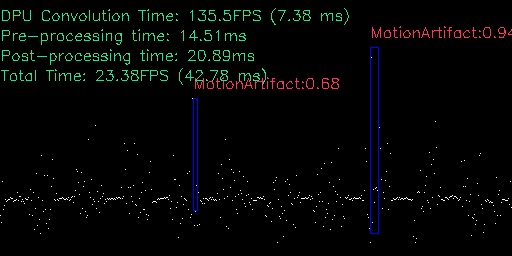 DPU Convolution Time: 135.5FPS (7.38 ms)
MotionArtifact:0.94
Pre-processing time: 14.51ms
Post-processing time: 20.89ms
Total Time: 23.38FPS (42.78 ms)
MotionArtifact:0.68